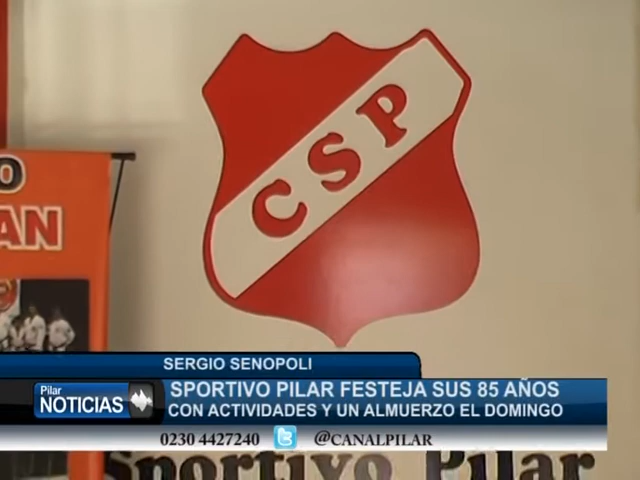 CSP
O
AN
SERGIO SENOPOLI
Pilar
NOTICIAS
SPORTIVO PILAR FESTEJA SUS 85 AÑOS
CON ACTIVIDADES Y UN ALMUERZO EL DOMINGO
0230 4427240 @CANALPILAR
Sportivo Pilar